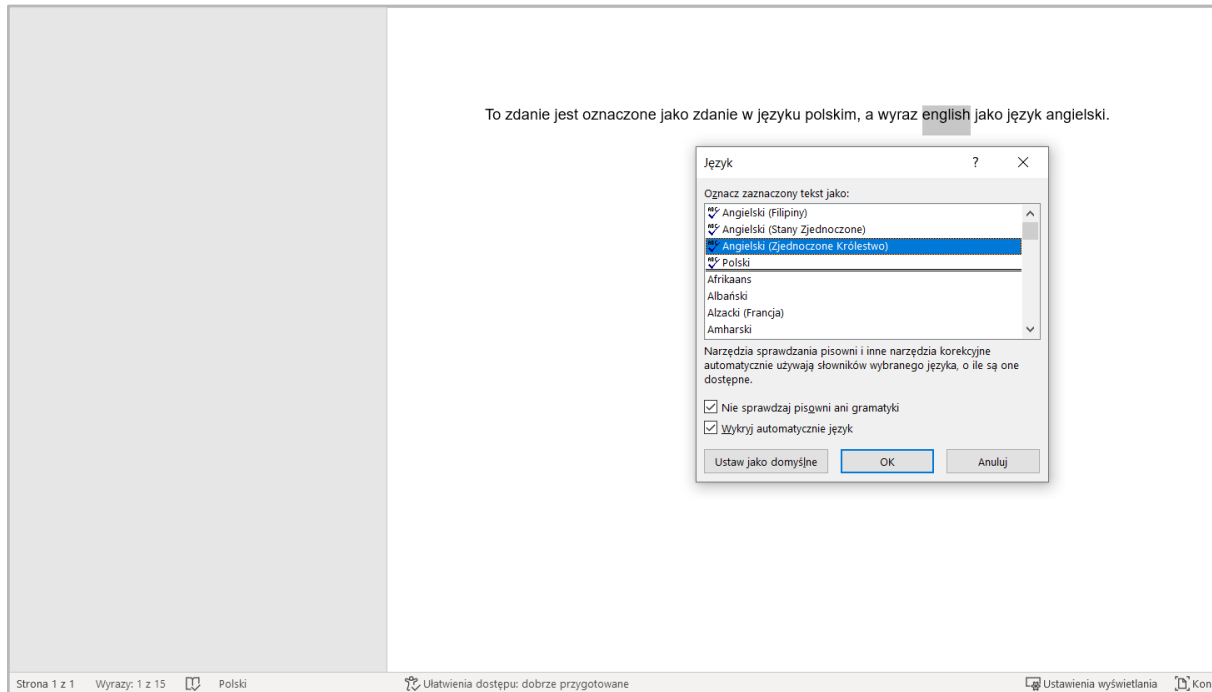 To zdanie jest oznaczone jako zdanie w języku polskim, a wyraz english jako język angielski.
Język
?
Oznacz zaznaczony tekst jako:
Angielski (Filipiny)
Angielski (Stany Zjednoczone)
Angielski (Zjednoczone Królestwo)
Polski
Afrikaans
Albański
Alzacki (Francja)
Amharski
Narzędzia sprawdzania pisowni i inne narzędzia korekcyjne
automatycznie używają słowników wybranego języka, o ile są one
dostępne.
Nie sprawdzaj pisowni ani gramatyki
Wykryj automatycznie język
Ustaw jako domyślne OK Anuluj
Strona 1 z 1 Wyrazy: 1 z 15 Polski Ułatwienia dostępu: dobrze przygotowane Ustawienia wyświetlania Kon